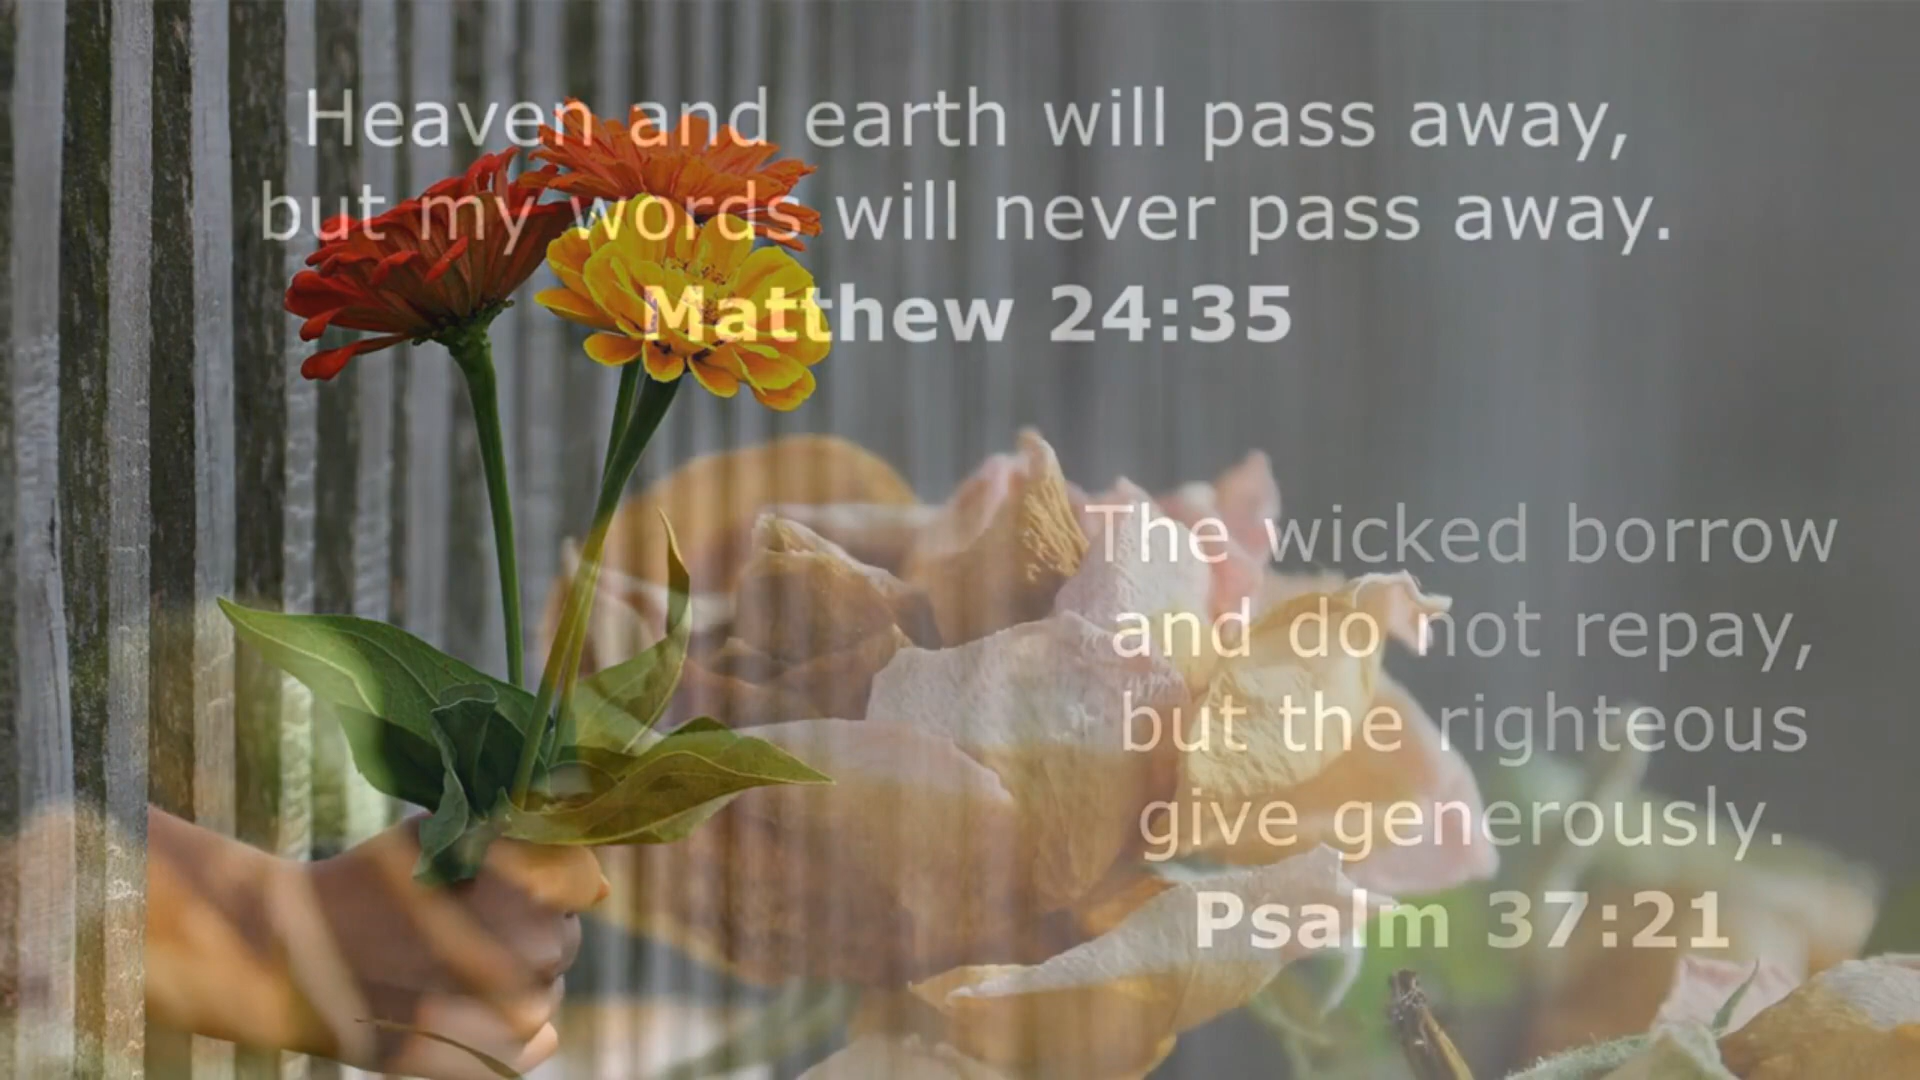 Heaven and earth will pass away,
but my words will never pass away.
Matthew 24:35
The wicked borrow
and do not repay,
but the righteous
give generously.
Psalm 37:21